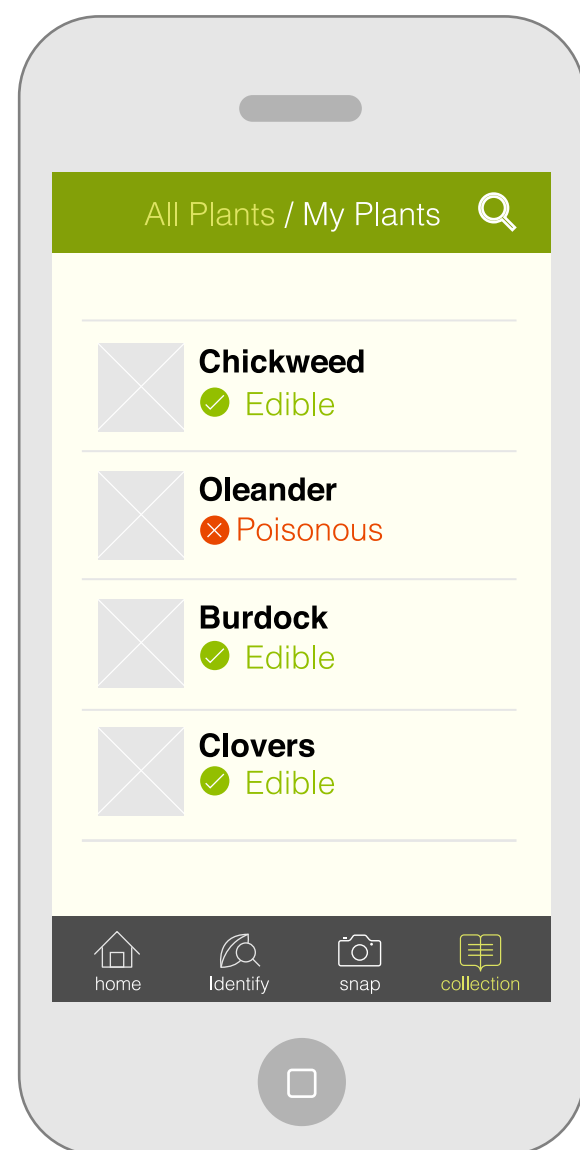 All Plants / My Plants
Chickweed
Edible
Oleander
Poisonous
Burdock
Edible
Clovers
Edible
home Identify snap collection